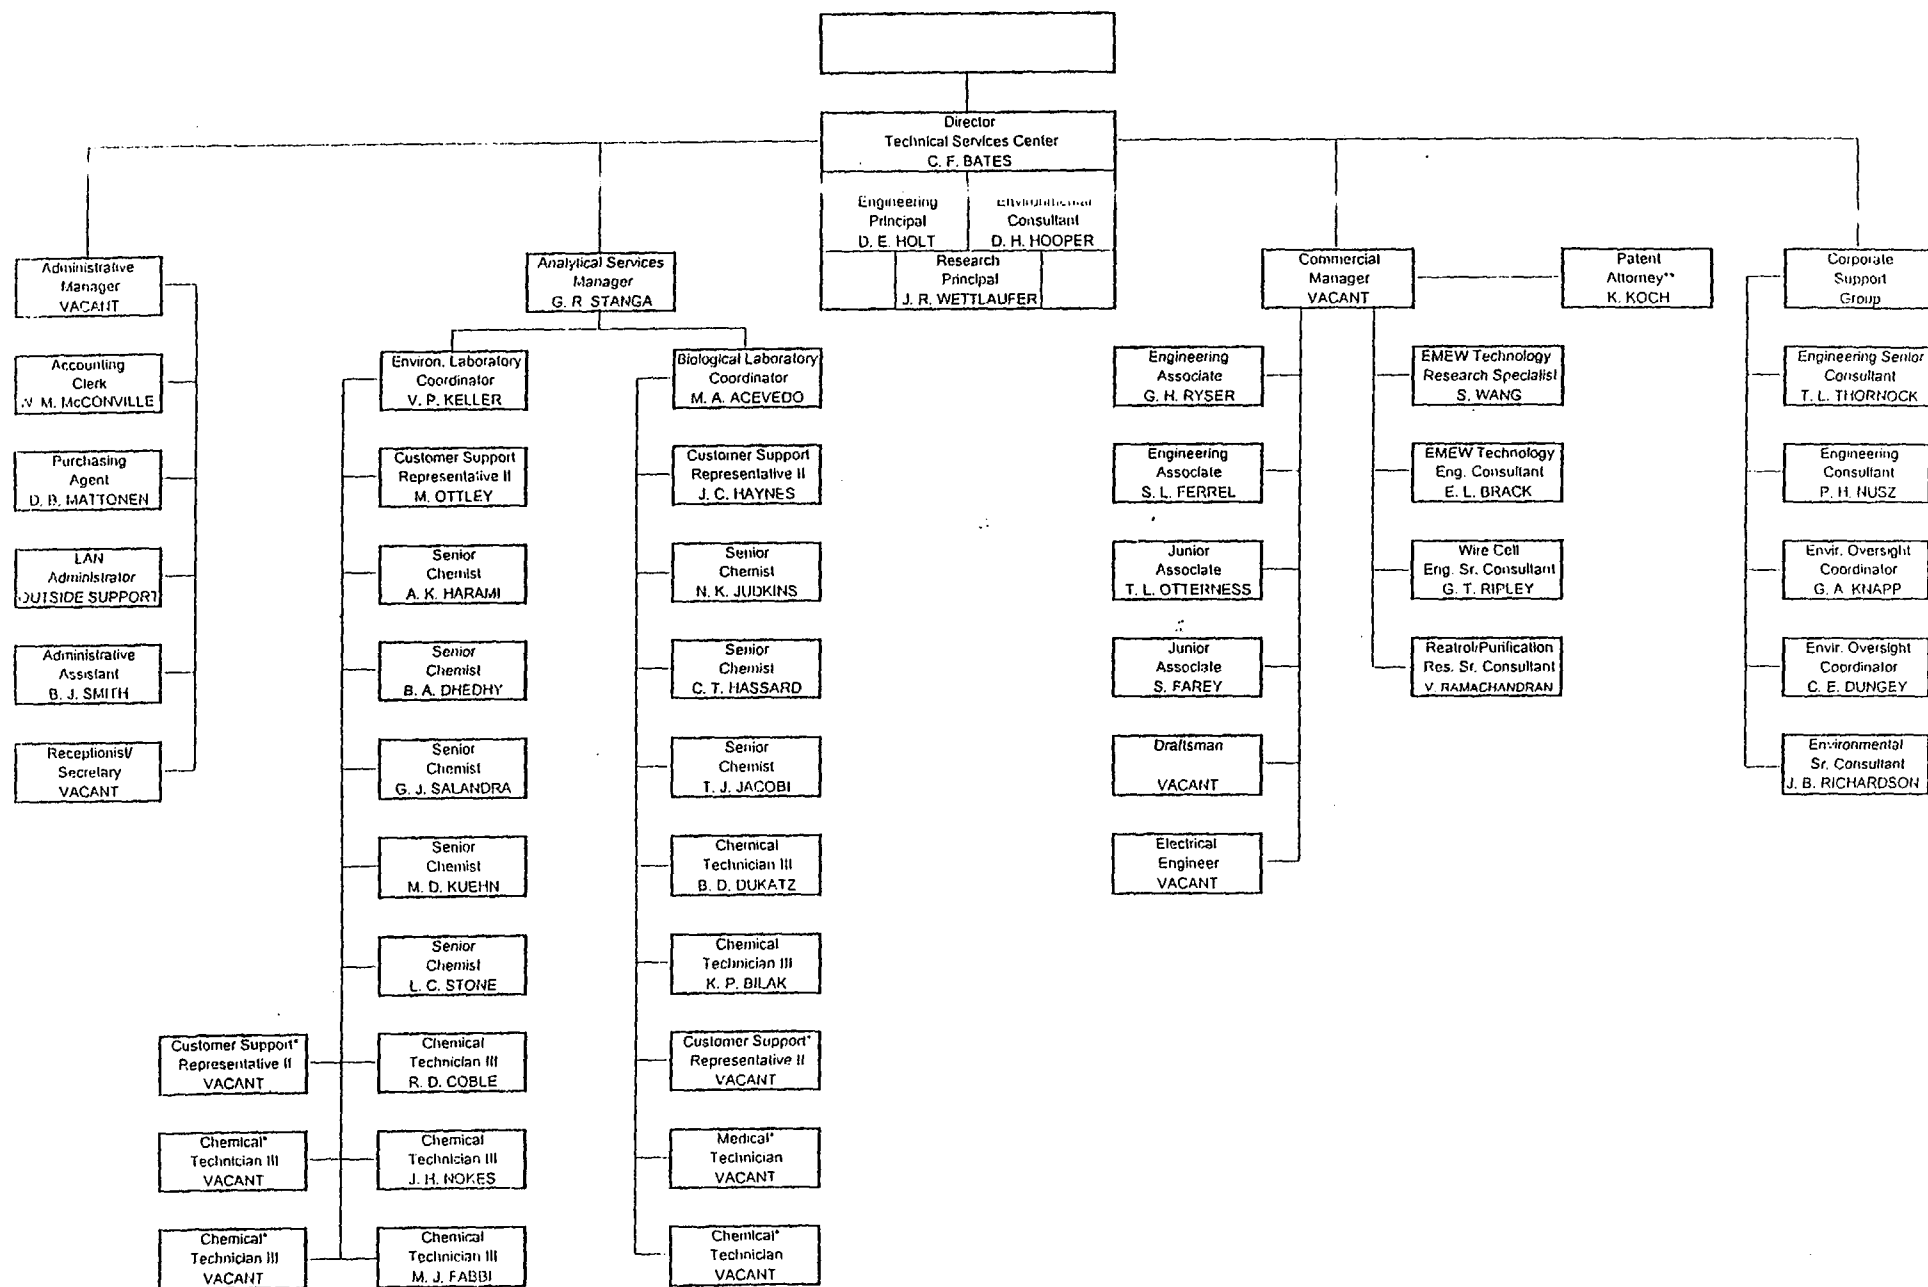 Director
Technical Services Center
C. F. BATES
Engineering
Principal
D. E. HOLT
Environmental
Consultant
D. H. HOOPER
Research
Principal
J. R. WETTLAUFER
Administrative
Manager
VACANT
Accounting
Clerk
M. McCONVILLE
Purchasing
Agent
D. B. MATTONEN
LAN
Administrator
OUTSIDE SUPPORT
Administrative
Assistant
B. J. SMITH
Receptionist/
Secretary
VACANT
Analytical Services
Manager
G. R. STANGA
Environ. Laboratory
Coordinator
V. P. KELLER
Customer Support
Representative II
M. OTTLEY
Senior
Chemist
A. K. HARAMI
Senior
Chemist
B. A. DHEDHY
Senior
Chemist
G. J. SALANDRA
Senior
Chemist
M. D. KUEHN
Senior
Chemist
L. C. STONE
Customer Support*
Representative II
VACANT
Chemical
Technician III
R. D. COBLE
Chemical*
Technician III
VACANT
Chemical
Technician III
J. H. NOKES
Chemical*
Technician III
VACANT
Chemical
Technician III
M. J. FABBI
Biological Laboratory
Coordinator
M. A. ACEVEDO
Customer Support
Representative II
J. C. HAYNES
Senior
Chemist
N. K. JUDKINS
Senior
Chemist
C. T. HASSARD
Senior
Chemist
T. J. JACOBI
Chemical
Technician III
B. D. DUKATZ
Chemical
Technician III
K. P. BILAK
Customer Support*
Representative II
VACANT
Medical*
Technician
VACANT
Chemical*
Technician
VACANT
Commercial
Manager
VACANT
Patent
Attorney**
K. KOCH
Engineering
Associate
G. H. RYSER
Engineering
Associate
S. L. FERREL
Junior
Associate
T. L. OTTERNESS
Junior
Associate
S. FAREY
Draftsman
VACANT
Electrical
Engineer
VACANT
EMEW Technology
Research Specialist
S. WANG
EMEW Technology
Eng. Consultant
E. L. BRACK
Wire Cell
Eng. Sr. Consultant
G. T. RIPLEY
Reatrol/Purification
Res. Sr. Consultant
V. RAMACHANDRAN
Corporate
Support
Group
Engineering Senior
Consultant
T. L. THORNOCK
Engineering
Consultant
P. H. NUSZ
Envir. Oversight
Coordinator
G. A. KNAPP
Envir. Oversight
Coordinator
C. E. DUNGEY
Environmental
Sr. Consultant
J. B. RICHARDSON